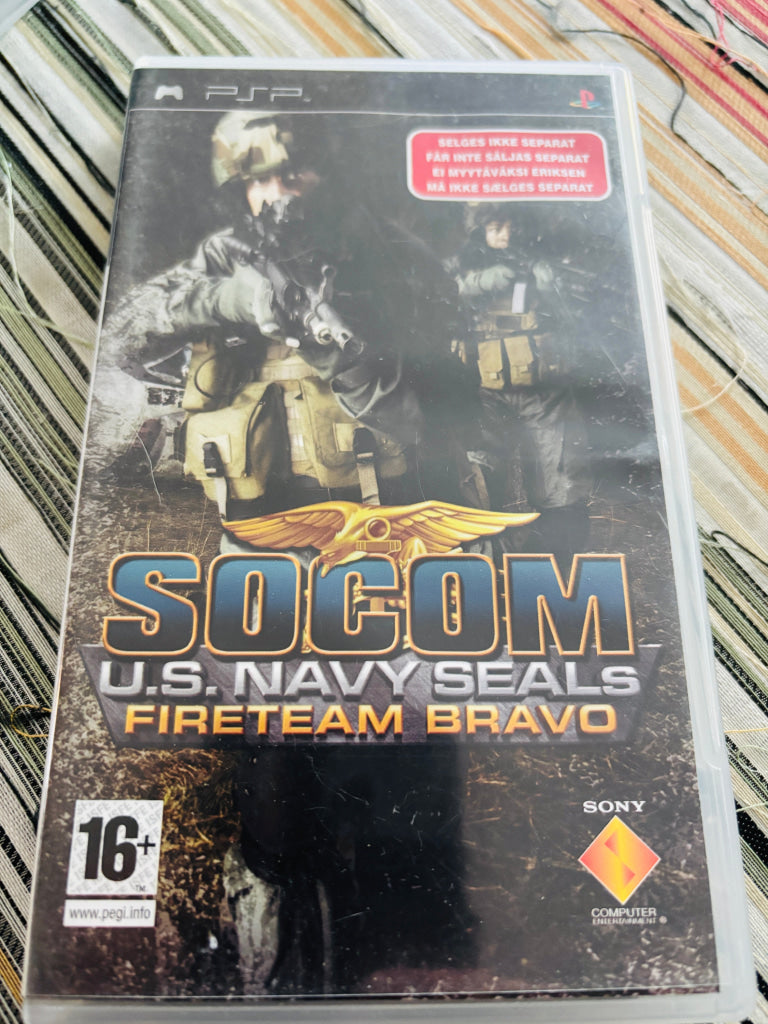 PSP
SELGES IKKE SEPARAT
FÅR INTE SÄLJAS SEPARAT
EI MYYTÄVÄKSI ERIKSEN
MÅ IKKE SÆLGES SEPARAT
SOCOM
U.S. NAVY SEALs
FIRETEAM BRAVO
16+
™
www.pegi.info
SONY
COMPUTER
ENTERTAINMENT®